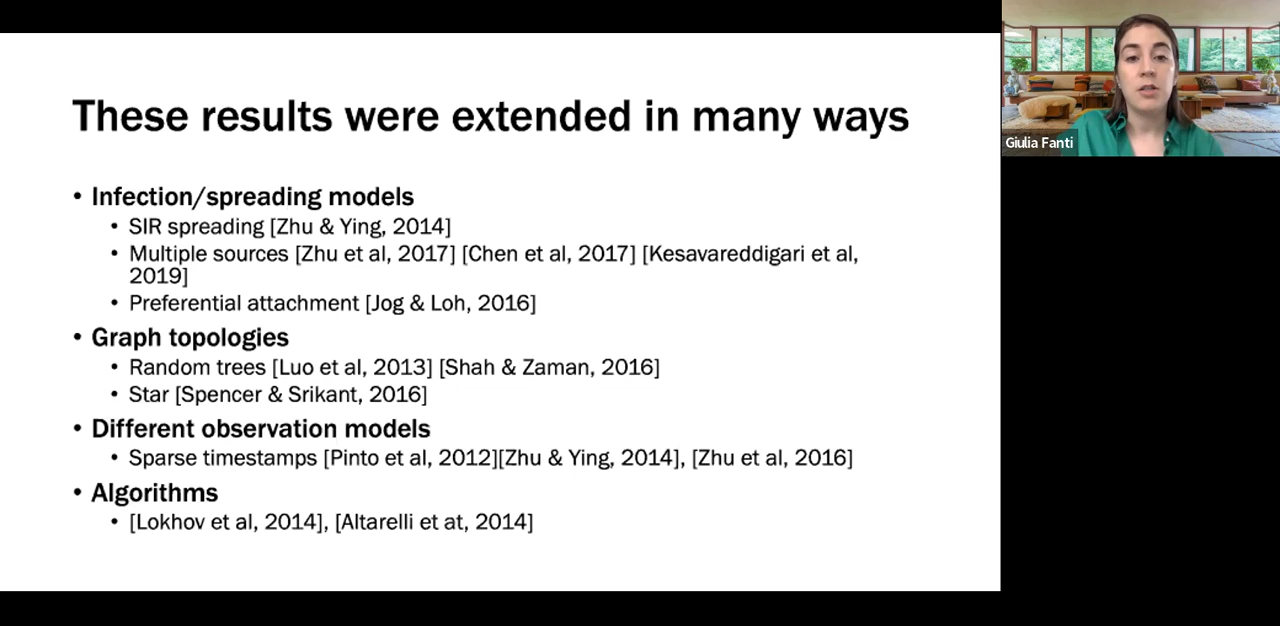 These results were extended in many ways
• Infection/spreading models
• SIR spreading [Zhu & Ying, 2014]
• Multiple sources [Zhu et al, 2017] [Chen et al, 2017] [Kesavareddigari et al,
2019]
• Preferential attachment [Jog & Loh, 2016]
• Graph topologies
• Random trees [Luo et al, 2013] [Shah & Zaman, 2016]
• Star [Spencer & Srikant, 2016]
• Different observation models
• Sparse timestamps [Pinto et al, 2012][Zhu & Ying, 2014], [Zhu et al, 2016]
• Algorithms
• [Lokhov et al, 2014], [Altarelli et at, 2014]
Giulia Fanti